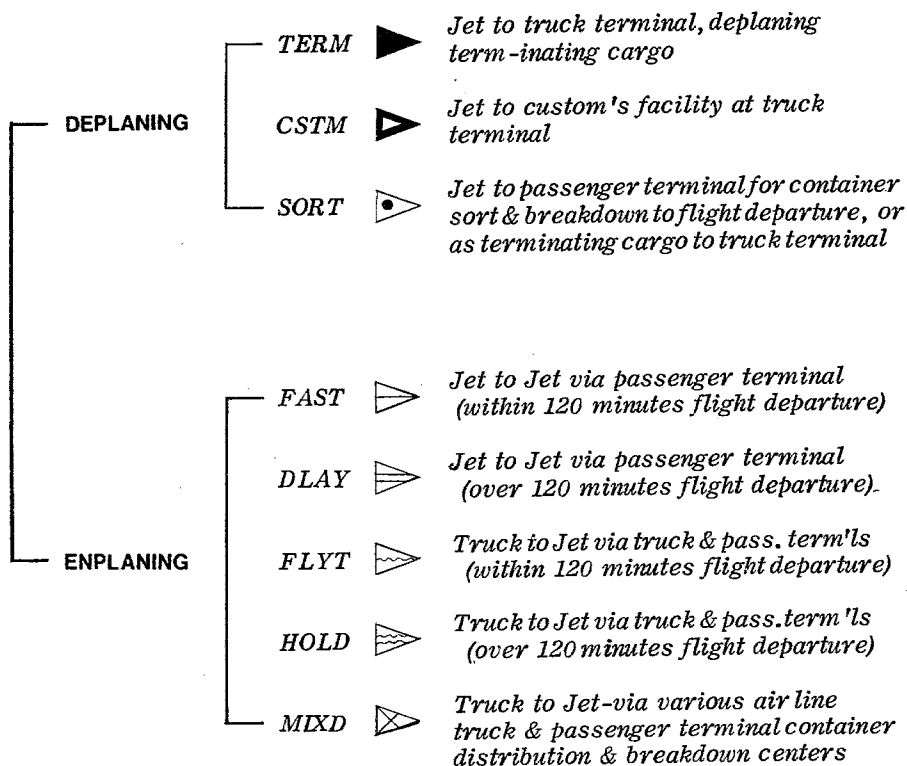 DEPLANING
TERM
Jet to truck terminal, deplaning
term-inating cargo
CSTM
Jet to custom's facility at truck
terminal
SORT
Jet to passenger terminal for container
sort & breakdown to flight departure, or
as terminating cargo to truck terminal
ENPLANING
FAST
Jet to Jet via passenger terminal
(within 120 minutes flight departure)
DLAY
Jet to Jet via passenger terminal
(over 120 minutes flight departure)
FLYT
Truck to Jet via truck & pass. term'ls
(within 120 minutes flight departure)
HOLD
Truck to Jet via truck & pass. term'ls
(over 120 minutes flight departure)
MIXD
Truck to Jet-via various air line
truck & passenger terminal container
distribution & breakdown centers